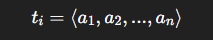 tᵢ = ⟨a₁, a₂, ..., aₙ⟩